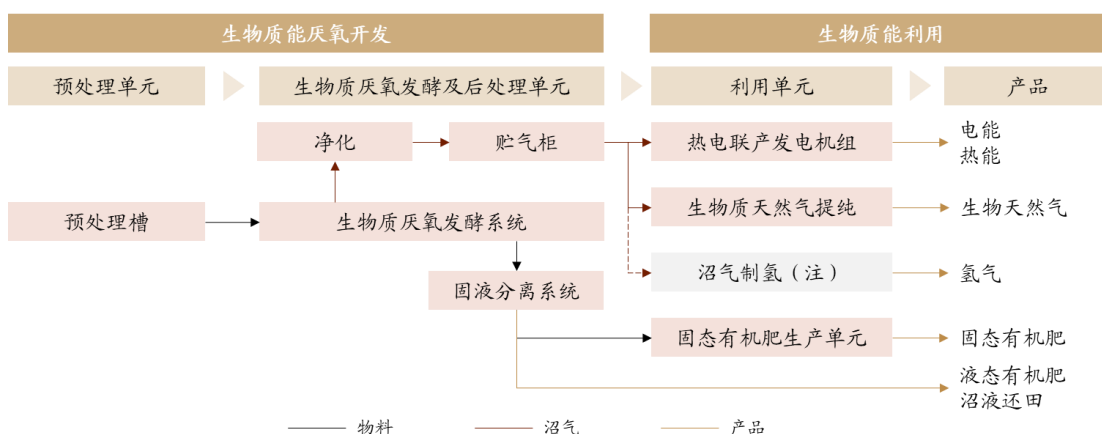 生物质能厌氧开发
生物质能利用
预处理单元
生物质厌氧发酵及后处理单元
利用单元
产品
净化
贮气柜
热电联产发电机组
电能
热能
预处理槽
生物质厌氧发酵系统
生物质天然气提纯
生物天然气
固液分离系统
沼气制氢（注）
氢气
固态有机肥生产单元
固态有机肥
液态有机肥
沼液还田
物料
沼气
产品